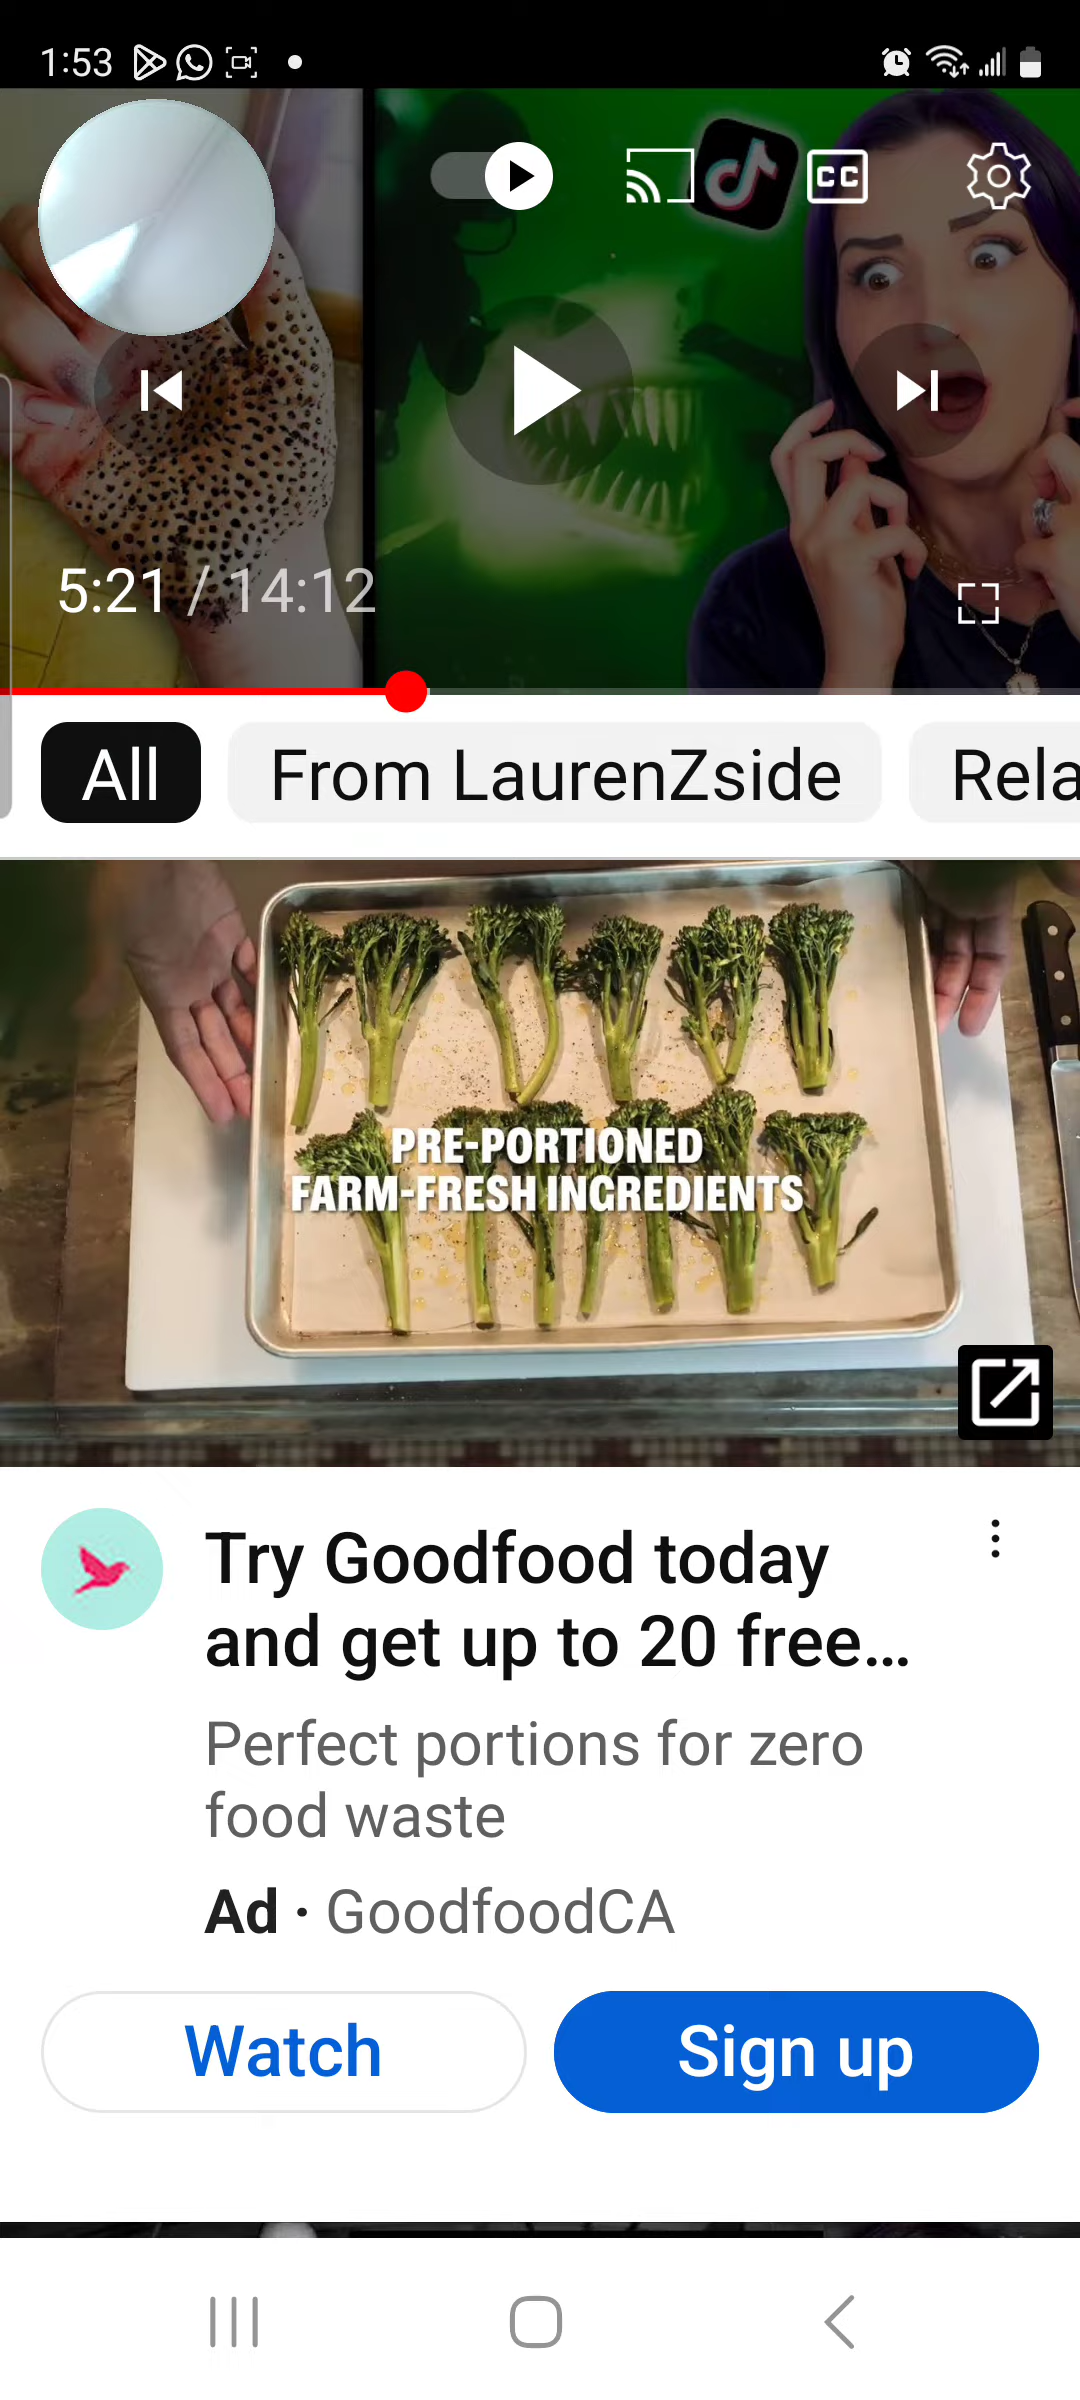 1:53
CC
5:21 / 14:12
All
From LaurenZside
Rela
PRE-PORTIONED
FARM-FRESH INGREDIENTS
Try Goodfood today
and get up to 20 free...
Perfect portions for zero
food waste
Ad · GoodfoodCA
Watch
Sign up